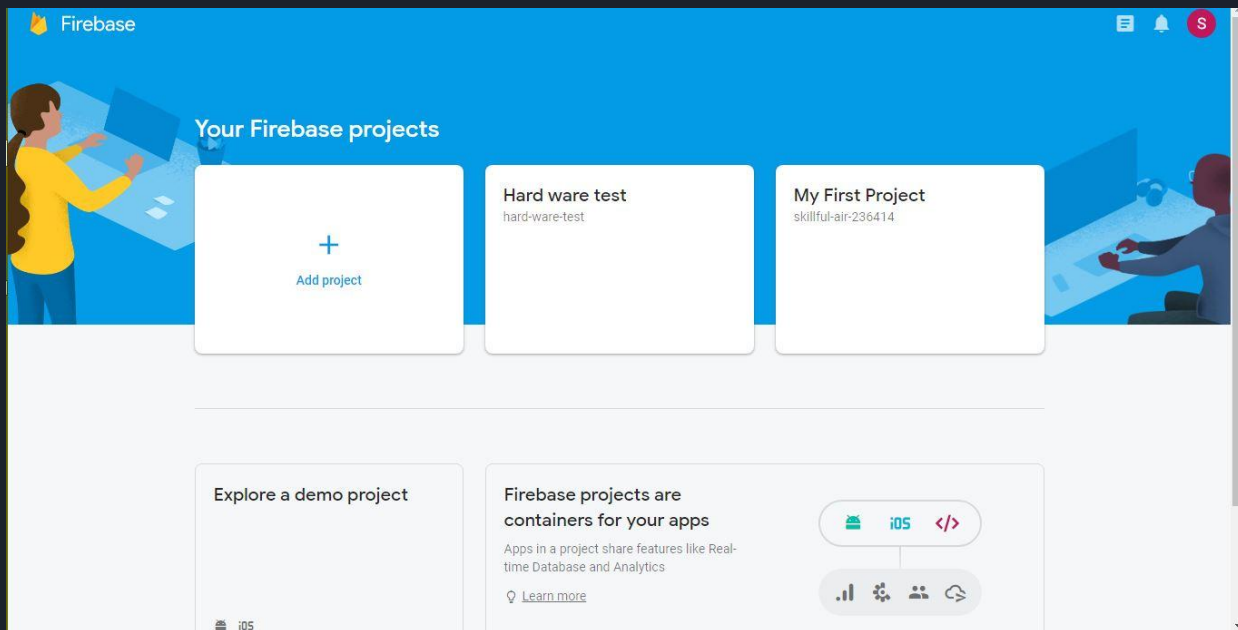 Firebase
S
Your Firebase projects
Add project
Hard ware test
hard-ware-test
My First Project
skillful-air-236414
Explore a demo project
iOS
Firebase projects are
containers for your apps
Apps in a project share features like Real-
time Database and Analytics
Learn more
iOS </>